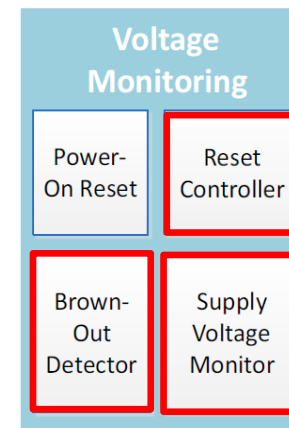 Voltage
Monitoring
Power-
On Reset
Reset
Controller
Brown-
Out
Detector
Supply
Voltage
Monitor